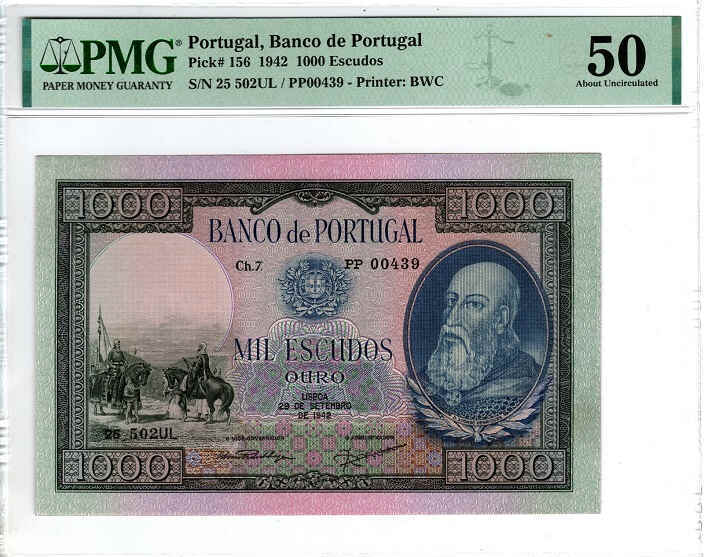 PMG®
PAPER MONEY GUARANTY
Portugal, Banco de Portugal
Pick# 156 1942 1000 Escudos
S/N 25 502UL / PP00439 - Printer: BWC
50
About Uncirculated
1000
1000
BANCO de PORTUGAL
Ch.7.
PP 00439
MIL ESCUDOS
OURO
LISBOA
29 DE SETEMBRO
DE 1942
25 502UL
1000
1000